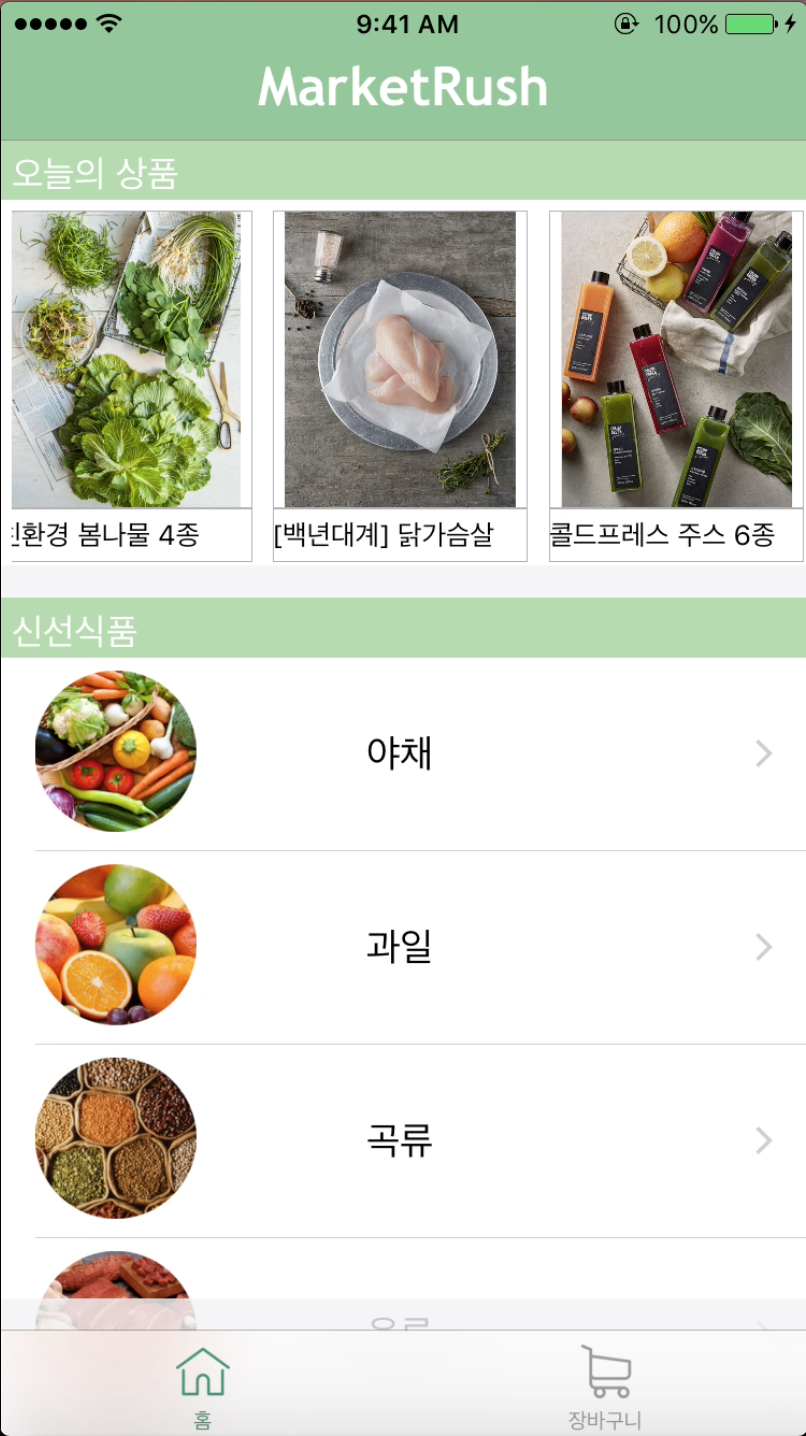 9:41 AM
100%
MarketRush
오늘의 상품
친환경 봄나물 4종
[백년대계] 닭가슴살
콜드프레스 주스 6종
신선식품
야채
과일
곡류
홈
장바구니